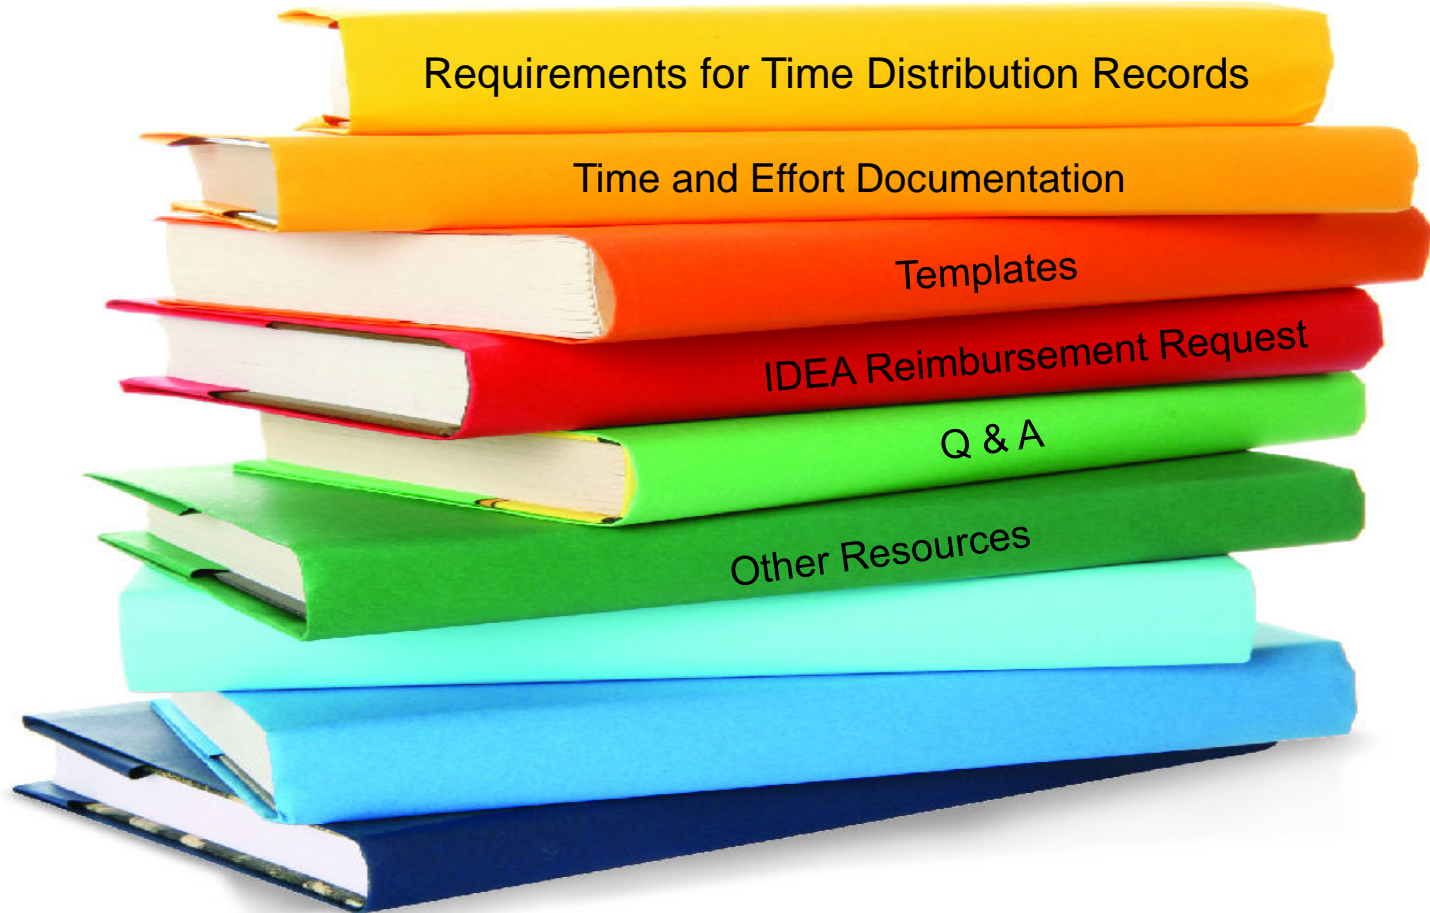 Requirements for Time Distribution Records
Time and Effort Documentation
Templates
IDEA Reimbursement Request
Q & A
Other Resources